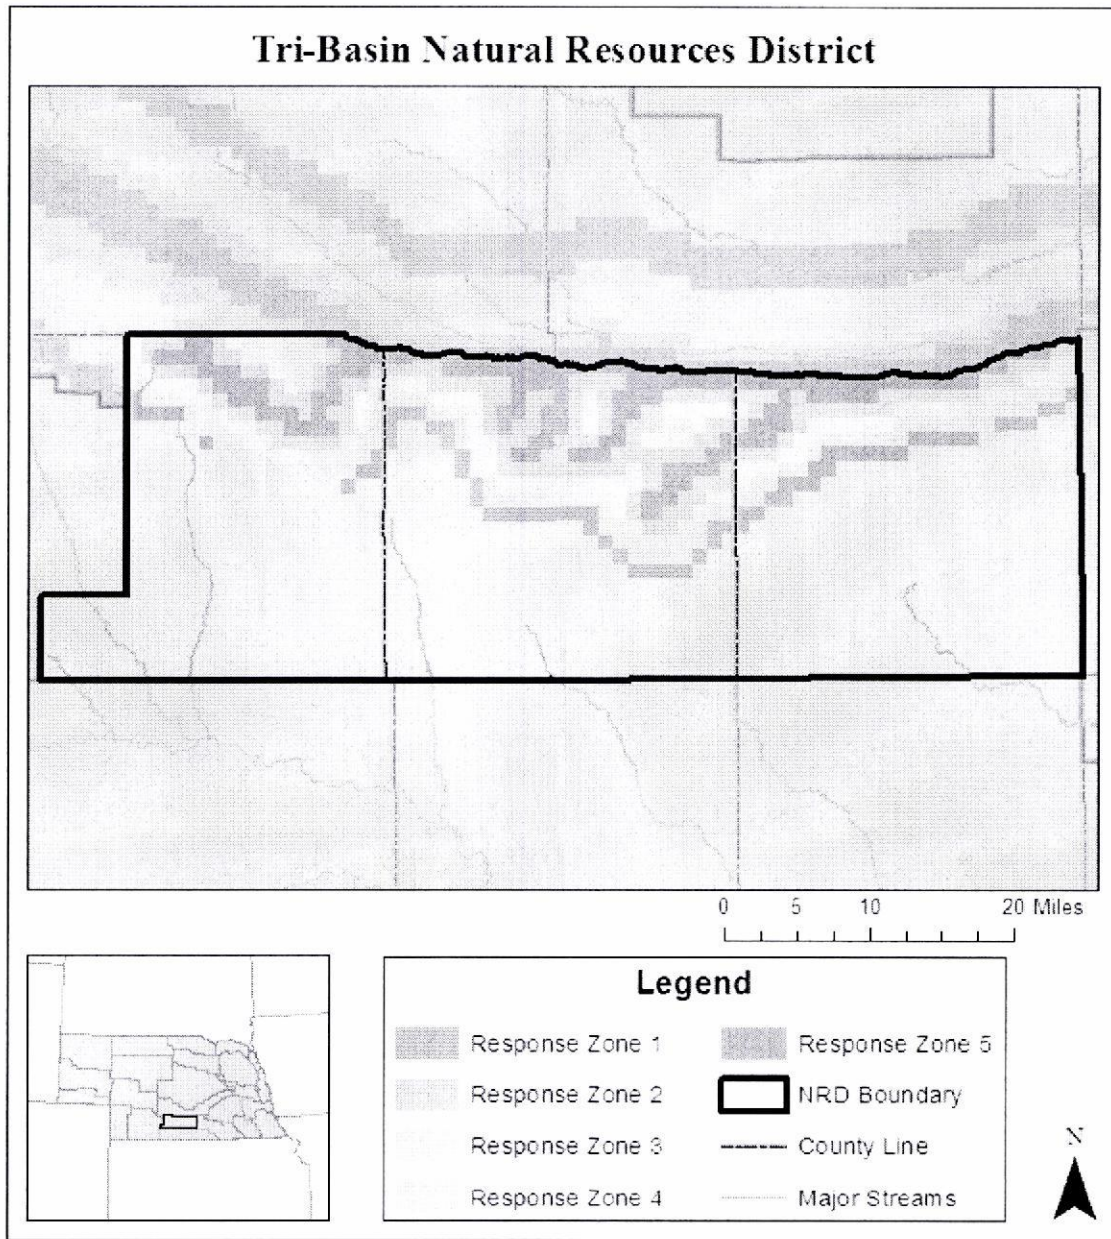 Tri-Basin Natural Resources District
0 5 10 20 Miles
Legend
Response Zone 1
Response Zone 2
Response Zone 3
Response Zone 4
Response Zone 5
NRD Boundary
County Line
Major Streams
N